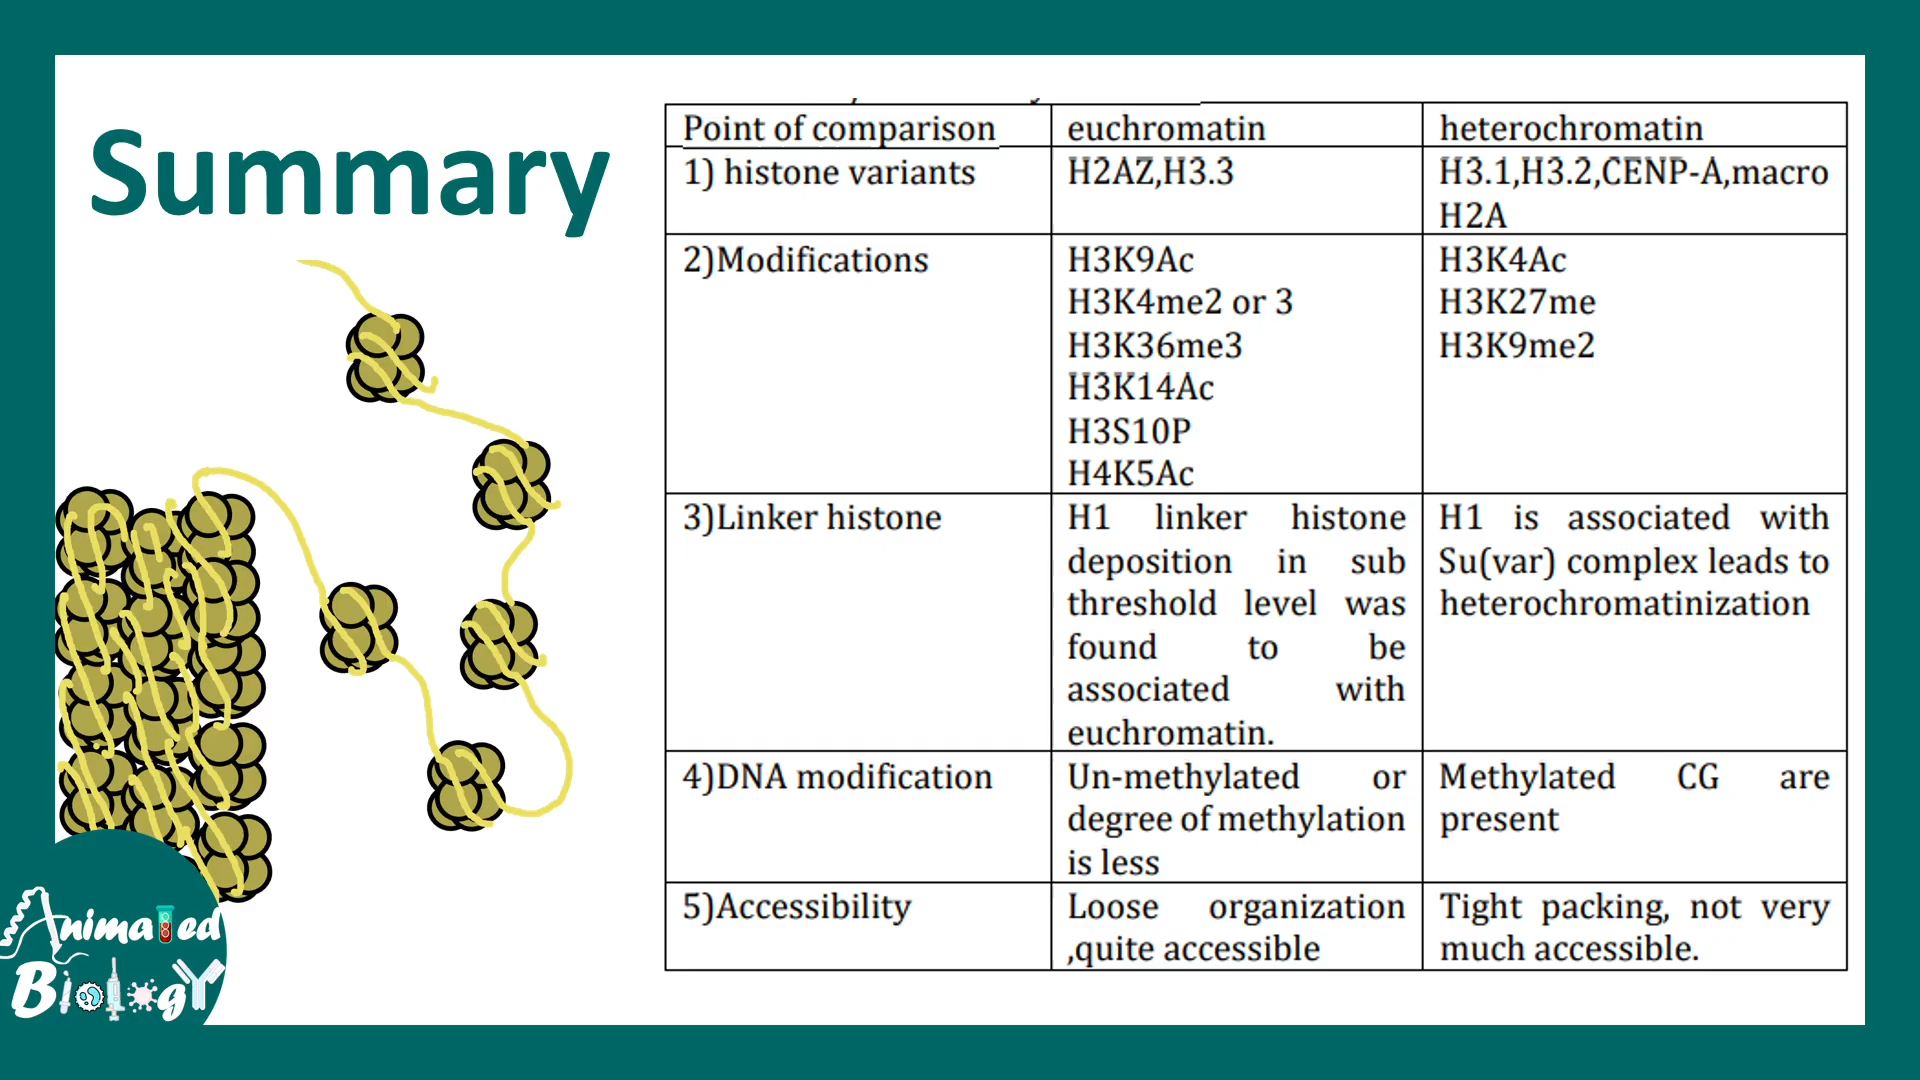 Summary
Point of comparison euchromatin heterochromatin
1) histone variants H2AZ,H3.3 H3.1,H3.2,CENP-A,macro
H2A
2)Modifications H3K9Ac H3K4Ac
H3K4me2 or 3 H3K27me
H3K36me3 H3K9me2
H3K14Ac
H3S10P
H4K5Ac
3)Linker histone H1 linker histone H1 is associated with
deposition in sub Su(var) complex leads to
threshold level was heterochromatinization
found to be
associated with
euchromatin.
4)DNA modification Un-methylated or Methylated CG are
degree of methylation present
is less
5)Accessibility Loose organization Tight packing, not very
,quite accessible much accessible.
Animated
Biology